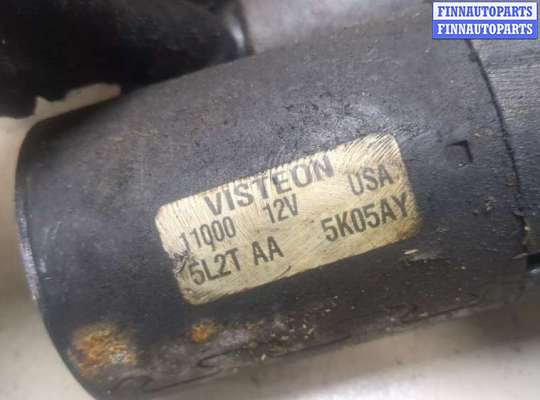 FINNAUTOPARTS
FINNAUTOPARTS
VISTEON
11000 12V USA
5L2T AA 5K05AY